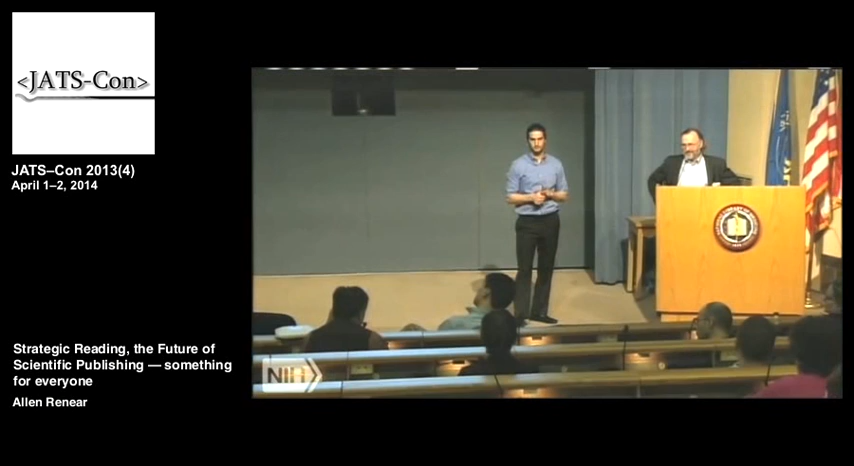 <JATS-Con>
JATS–Con 2013(4)
April 1–2, 2014
Strategic Reading, the Future of
Scientific Publishing — something
for everyone
Allen Renear
NIH